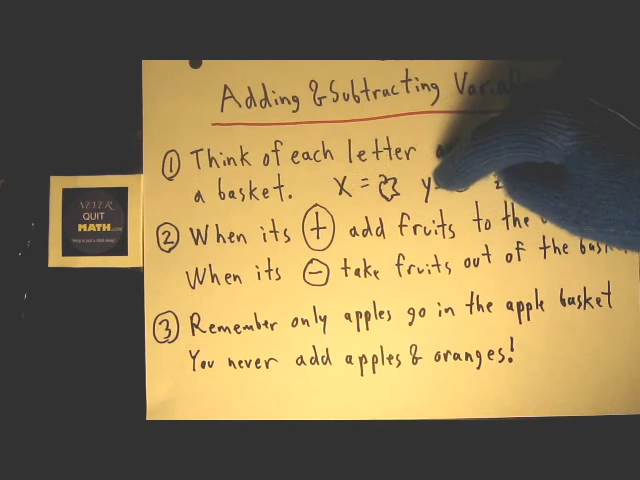 Adding & Subtracting
① Think of each letter
a basket. X = y
② When its + add fruits to the
When its − take fruits out of the
③ Remember only apples go in the apple basket
You never add apples & oranges!
NEVER
QUIT
MATH.com